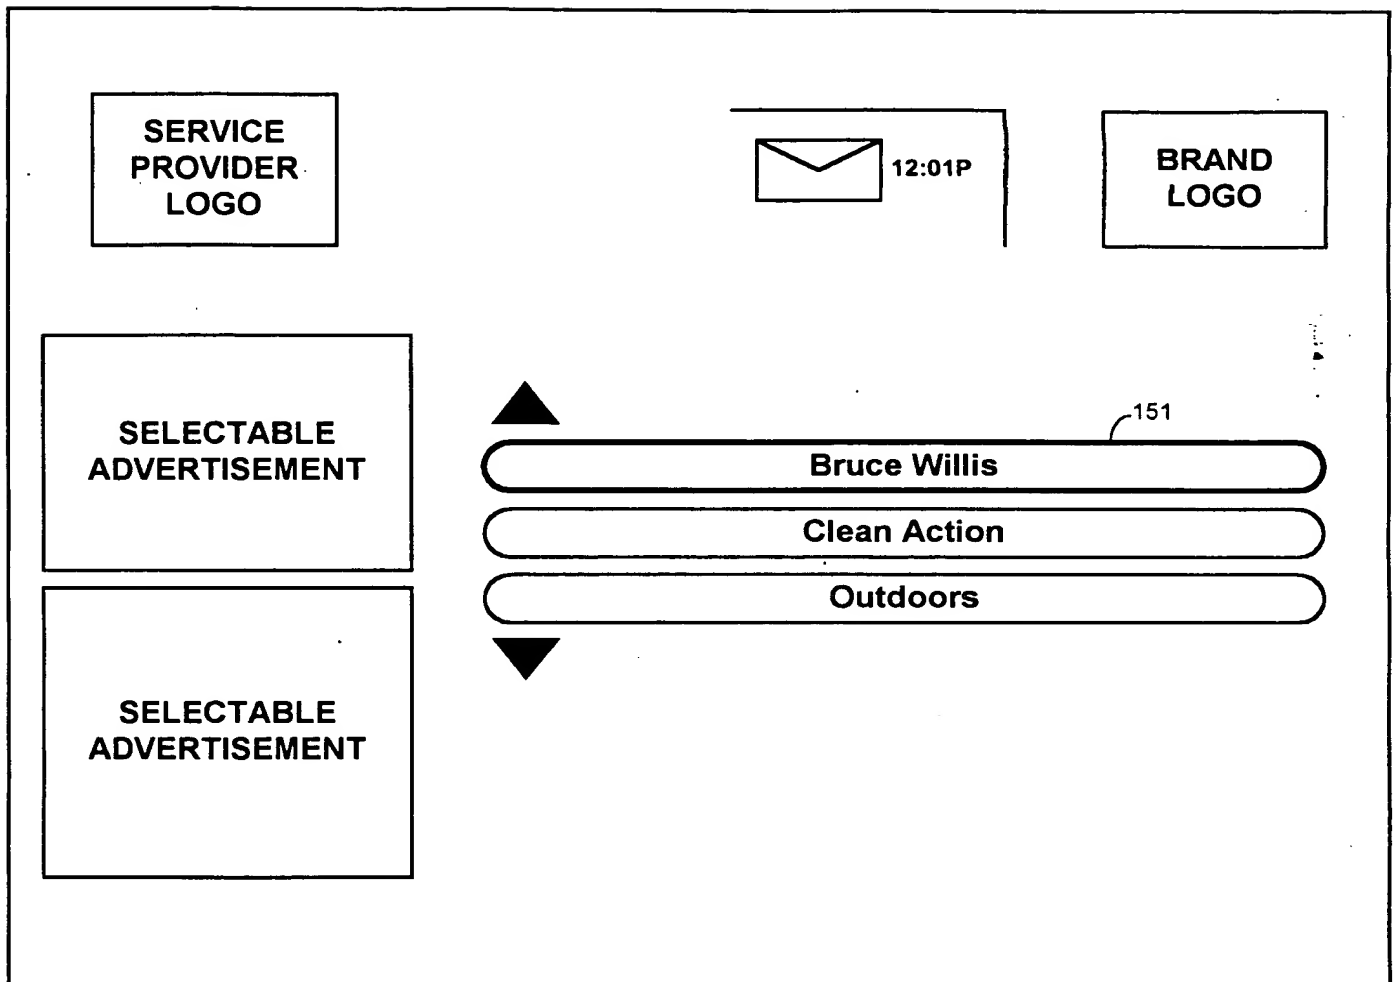 SERVICE
PROVIDER
LOGO
12:01P
BRAND
LOGO
SELECTABLE
ADVERTISEMENT
151
Bruce Willis
Clean Action
Outdoors
SELECTABLE
ADVERTISEMENT